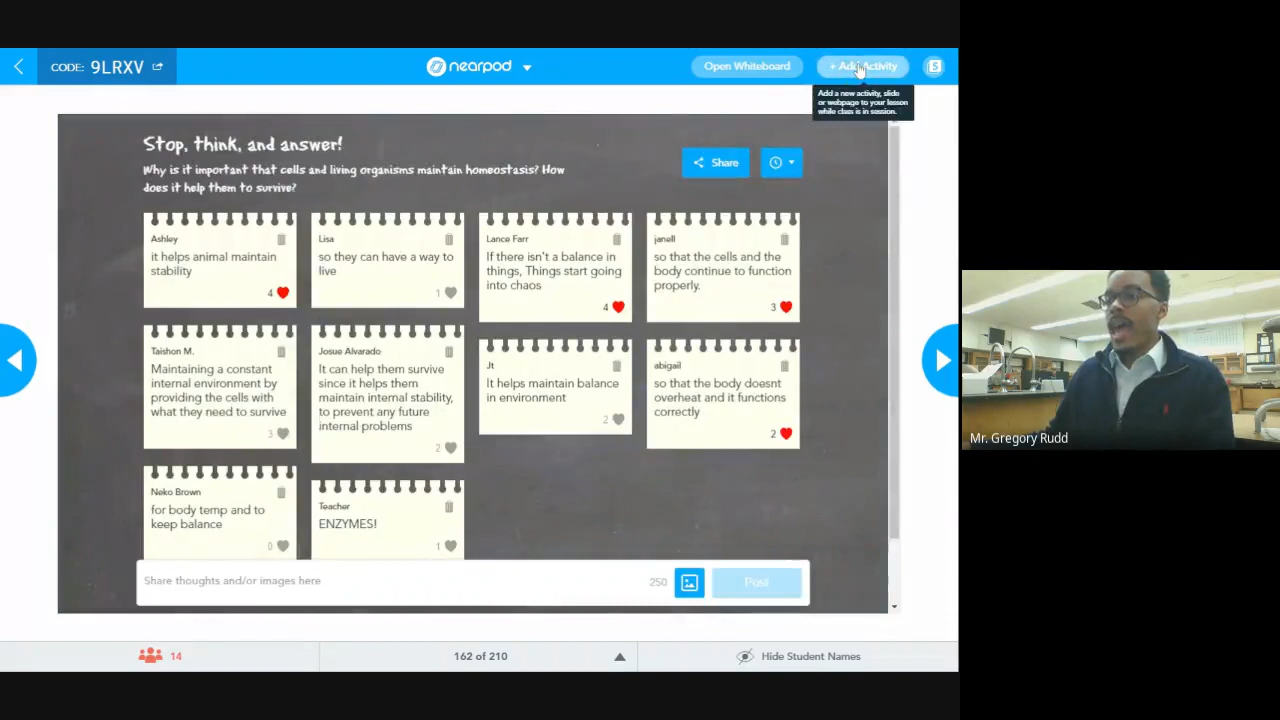 CODE: 9LRXV
nearpod
Open Whiteboard
+ Add Activity
S
Add a new activity, slide
or webpage to your lesson
while class is in session.
Stop, think, and answer!
Why is it important that cells and living organisms maintain homeostasis? How
does it help them to survive?
Share
Ashley
it helps animal maintain
stability
4
Lisa
so they can have a way to
live
1
Lance Farr
If there isn't a balance in
things, Things start going
into chaos
4
janell
so that the cells and the
body continue to function
properly.
3
Taishon M.
Maintaining a constant
internal environment by
providing the cells with
what they need to survive
3
Josue Alvarado
It can help them survive
since it helps them
maintain internal stability,
to prevent any future
internal problems
2
Jt
It helps maintain balance
in environment
2
abigail
so that the body doesnt
overheat and it functions
correctly
2
Neko Brown
for body temp and to
keep balance
0
Teacher
ENZYMES!
1
Share thoughts and/or images here
250
Post
14
162 of 210
Hide Student Names
Mr. Gregory Rudd